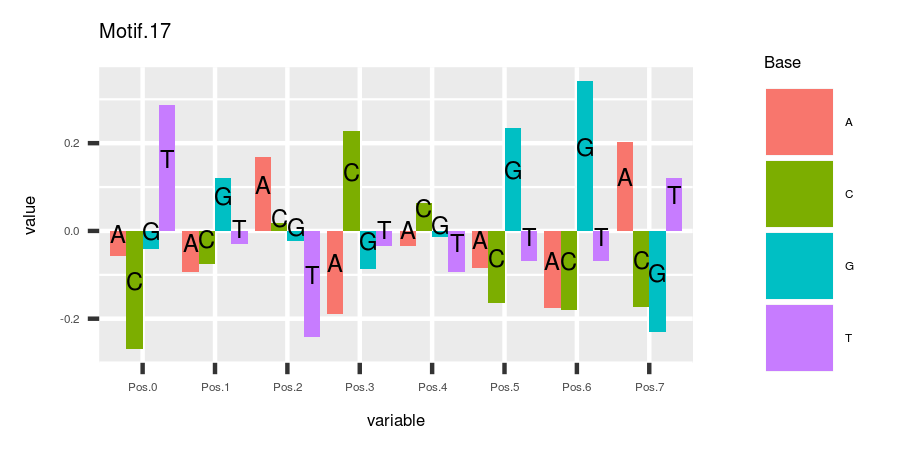 Motif.17
value
0.2
0.0
-0.2
A C G T A C G T A C G T A C G T A C G T A C G T A C G T A C G T
Pos.0 Pos.1 Pos.2 Pos.3 Pos.4 Pos.5 Pos.6 Pos.7
variable
Base
A
C
G
T